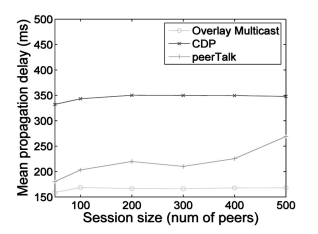 Mean propagation delay (ms)
500
450
400
350
300
250
200
150
Overlay Multicast
CDP
peerTalk
100
200
300
400
500
Session size (num of peers)